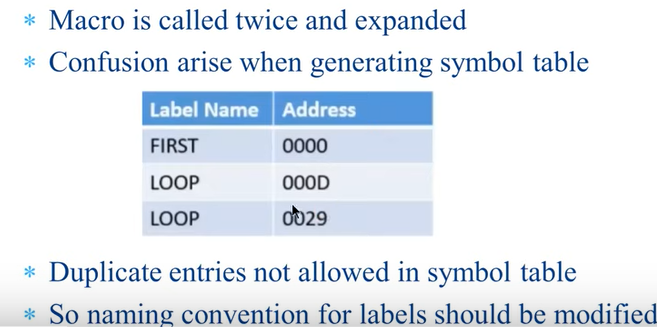 * Macro is called twice and expanded
* Confusion arise when generating symbol table
Label Name Address
FIRST 0000
LOOP 000D
LOOP 0029
* Duplicate entries not allowed in symbol table
* So naming convention for labels should be modified